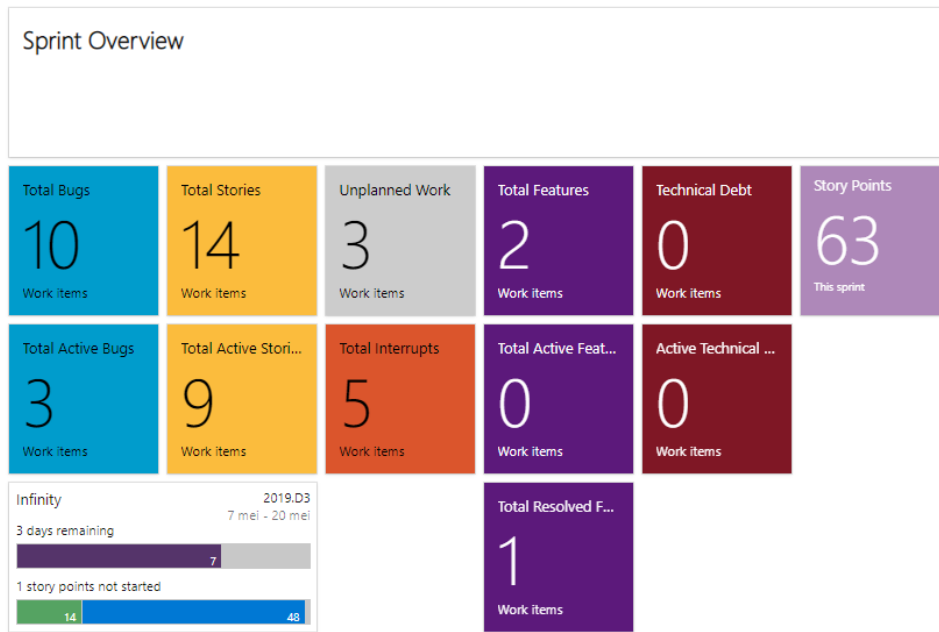 Sprint Overview
Total Bugs
10
Work items
Total Stories
14
Work items
Unplanned Work
3
Work items
Total Features
2
Work items
Technical Debt
0
Work items
Story Points
63
This sprint
Total Active Bugs
3
Work items
Total Active Stori...
9
Work items
Total Interrupts
5
Work items
Total Active Feat...
0
Work items
Active Technical ...
0
Work items
Infinity
2019.D3
7 mei - 20 mei
3 days remaining
7
1 story points not started
14
48
Total Resolved F...
1
Work items